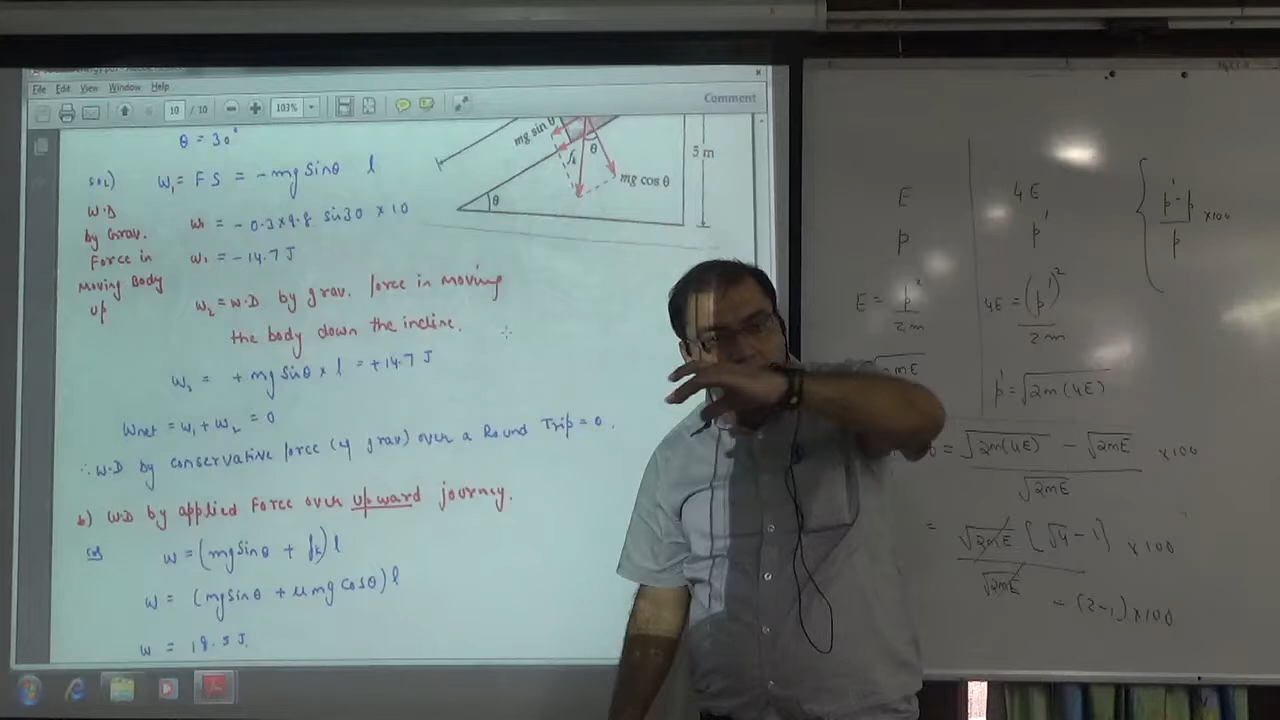 File Edit View Window Help
10 / 10 103% Comment
θ = 30°
sol) W₁ = F S = - mg Sinθ l
W.D
by Grav.
Force in
Moving Body
up
W₁ = - 0.3 x 9.8 sin30 x 10
W₁ = - 14.7 J
W₂ = W.D by grav. force in moving
the body down the incline.
W₂ = + mg Sinθ x l = +14.7 J
Wnet = W₁ + W₂ = 0
∴ W.D by conservative force (4 grav) over a Round Trip = 0.
b) WD by applied Force over upward journey.
W = (mg Sinθ + fk) l
W = (mg Sinθ + μ mg Cosθ) l
W = 18.5 J.
mg sin θ
fk
θ
mg cos θ
θ
5 m
E 4E
p p'
p' - p
p
x 100
E = p²
2m
4E = (p')²
2m
p' = √2m(4E)
= √2m(4E) - √2mE x 100
√2mE
= √2mE [√4 - 1] x 100
√2mE
= (2-1) x 100